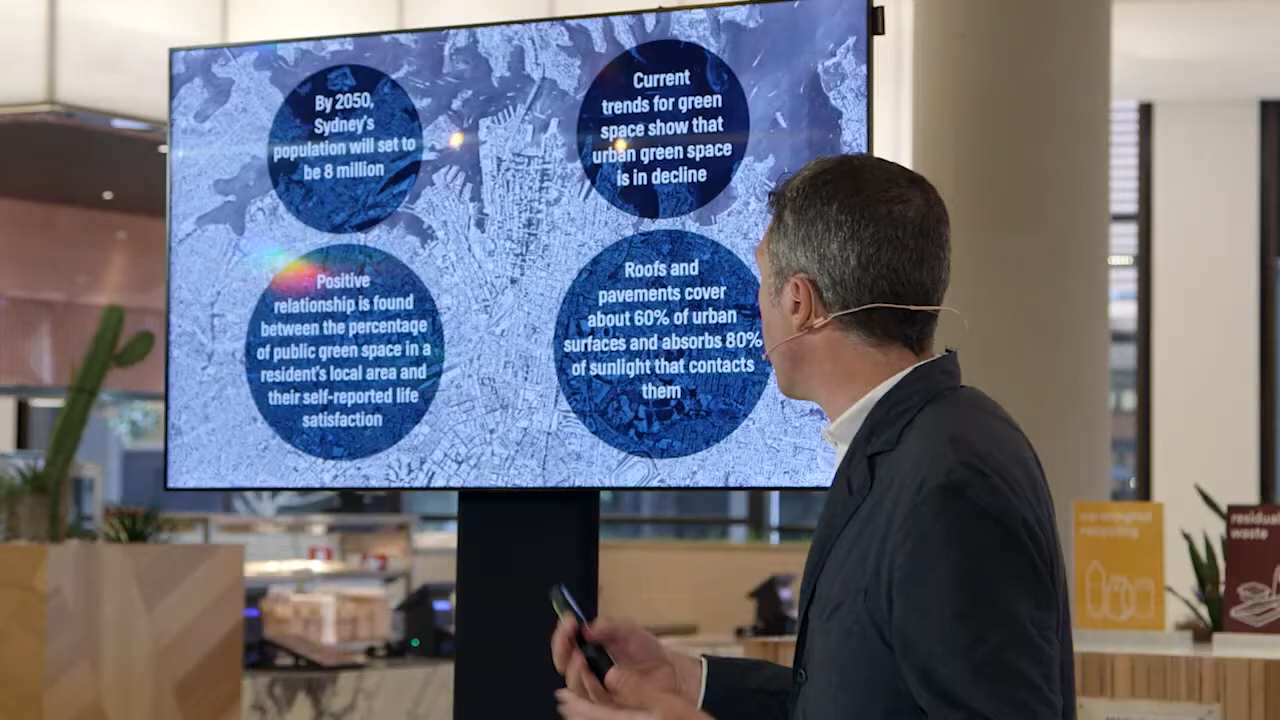 By 2050,
Sydney's
population will set to
be 8 million
Current
trends for green
space show that
urban green space
is in decline
Positive
relationship is found
between the percentage
of public green space in a
resident's local area and
their self-reported life
satisfaction
Roofs and
pavements cover
about 60% of urban
surfaces and absorbs 80%
of sunlight that contacts
them
recycling
residual
waste